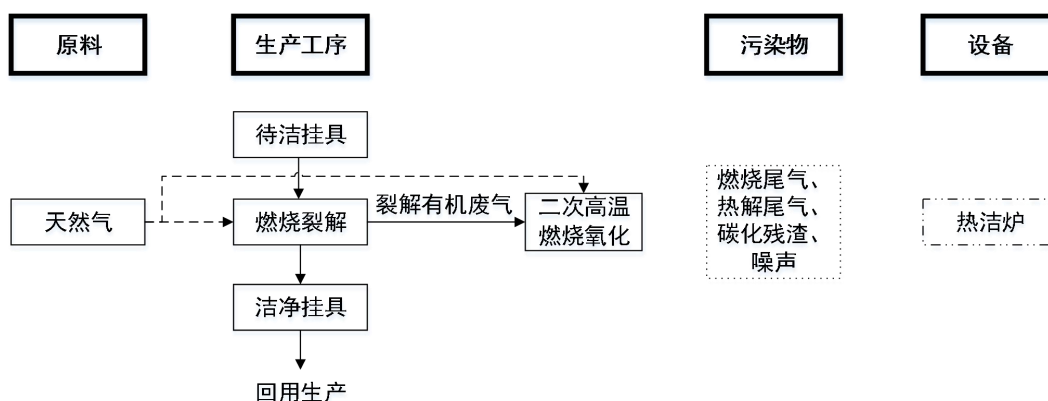 原料
生产工序
污染物
设备
待洁挂具
天然气
燃烧裂解
裂解有机废气
二次高温
燃烧氧化
燃烧尾气、
热解尾气、
碳化残渣、
噪声
热洁炉
洁净挂具
回用生产